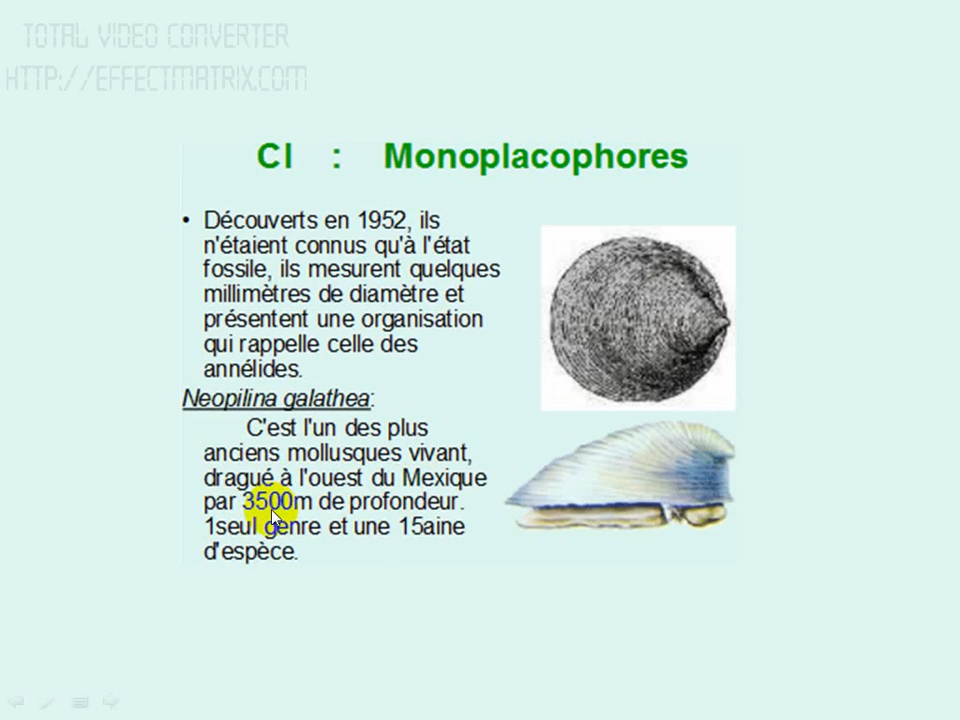 TOTAL VIDEO CONVERTER
HTTP://EFFECTMATRIX.COM
Cl : Monoplacophores
• Découverts en 1952, ils
n'étaient connus qu'à l'état
fossile, ils mesurent quelques
millimètres de diamètre et
présentent une organisation
qui rappelle celle des
annélides.
Neopilina galathea:
C'est l'un des plus
anciens mollusques vivant,
dragué à l'ouest du Mexique
par 3500m de profondeur.
1seul genre et une 15aine
d'espèce.